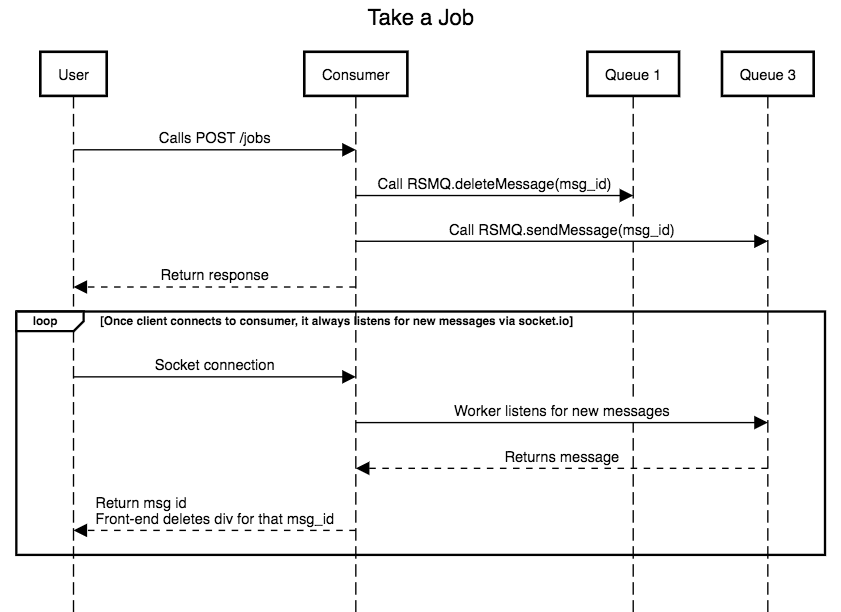 Take a Job
User
Consumer
Queue 1
Queue 3
Calls POST /jobs
Call RSMQ.deleteMessage(msg_id)
Call RSMQ.sendMessage(msg_id)
Return response
loop
[Once client connects to consumer, it always listens for new messages via socket.io]
Socket connection
Worker listens for new messages
Returns message
Return msg id
Front-end deletes div for that msg_id